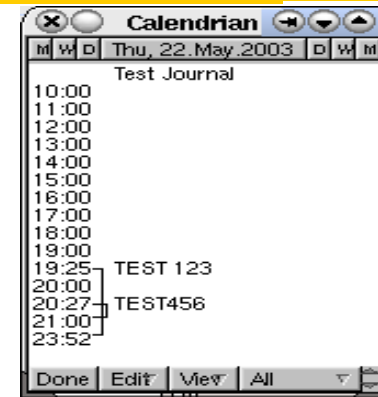 Calendrian
M W D Thu, 22.May.2003 D W M
Test Journal
10:00
11:00
12:00
13:00
14:00
15:00
16:00
17:00
18:00
19:00
19:25 TEST 123
20:00
20:27 TEST456
21:00
23:52
Done Edit View All